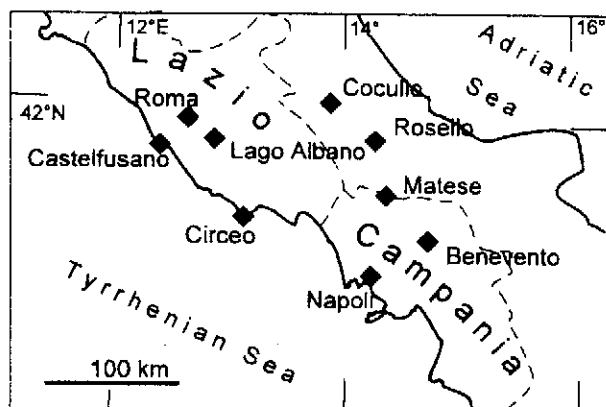 12°E
14°
16°
42°N
Lazio
Adriatic
Sea
Roma
Cocullo
Rosello
Castelfusano
Lago Albano
Matese
Circeo
Campania
Benevento
Napoli
Tyrrhenian Sea
100 km